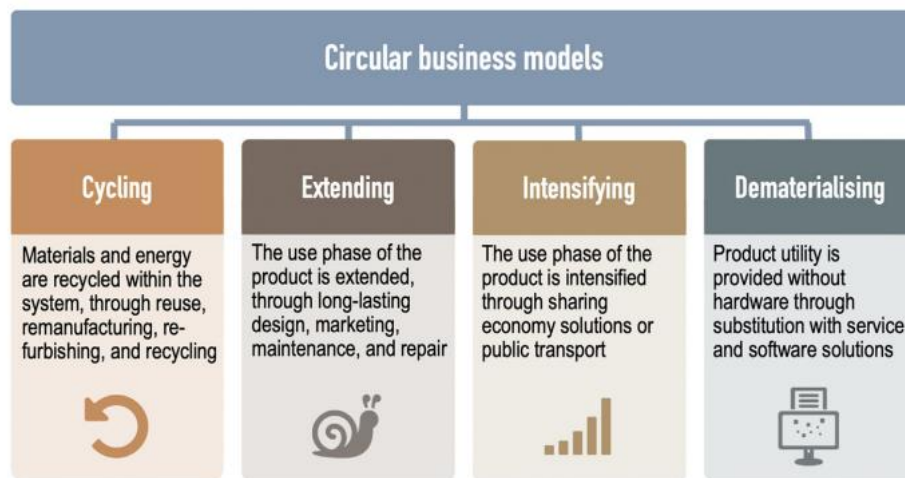 Circular business models
Cycling
Materials and energy
are recycled within the
system, through reuse,
remanufacturing, re-
furbishing, and recycling
Extending
The use phase of the
product is extended,
through long-lasting
design, marketing,
maintenance, and repair
Intensifying
The use phase of the
product is intensified
through sharing
economy solutions or
public transport
Dematerialising
Product utility is
provided without
hardware through
substitution with service
and software solutions